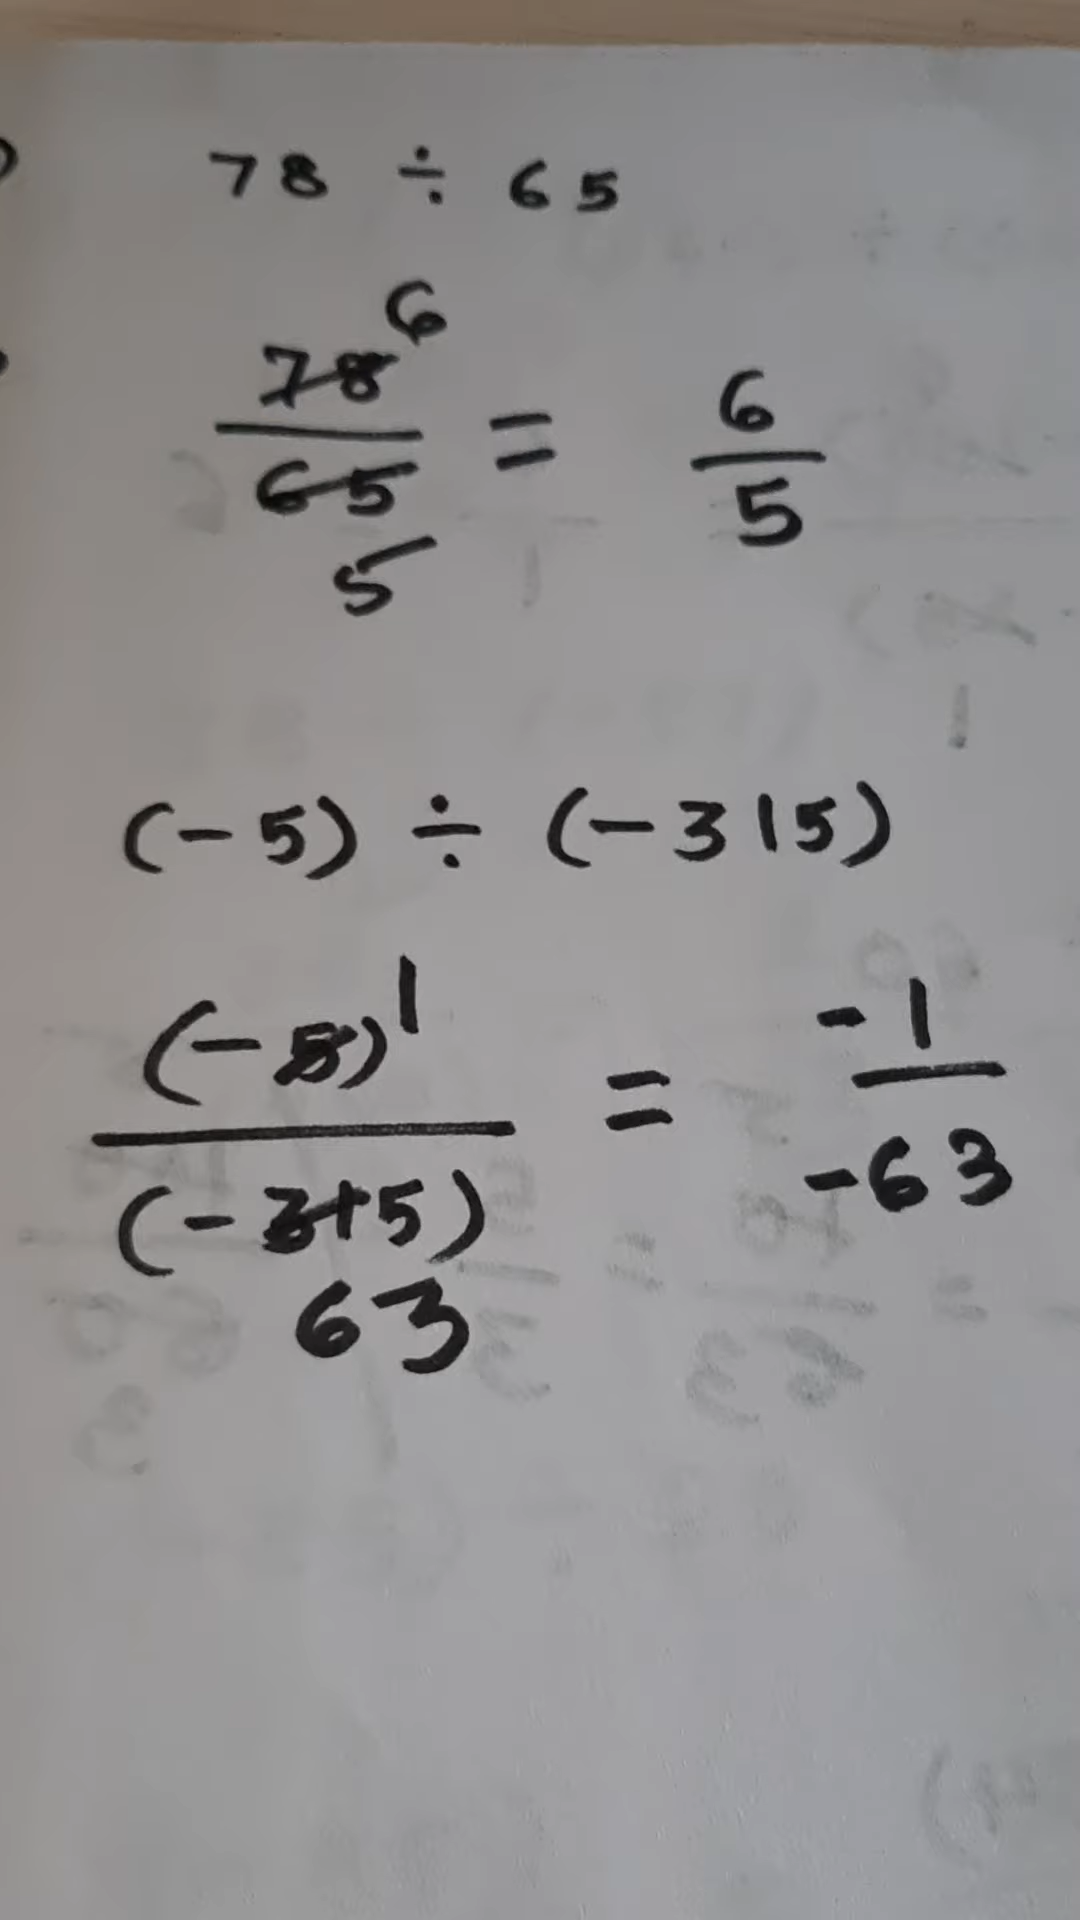 78 ÷ 65
6
78 = 6
65 5
5
(-5) ÷ (-315)
(-5) 1 = -1
(-315) -63
63